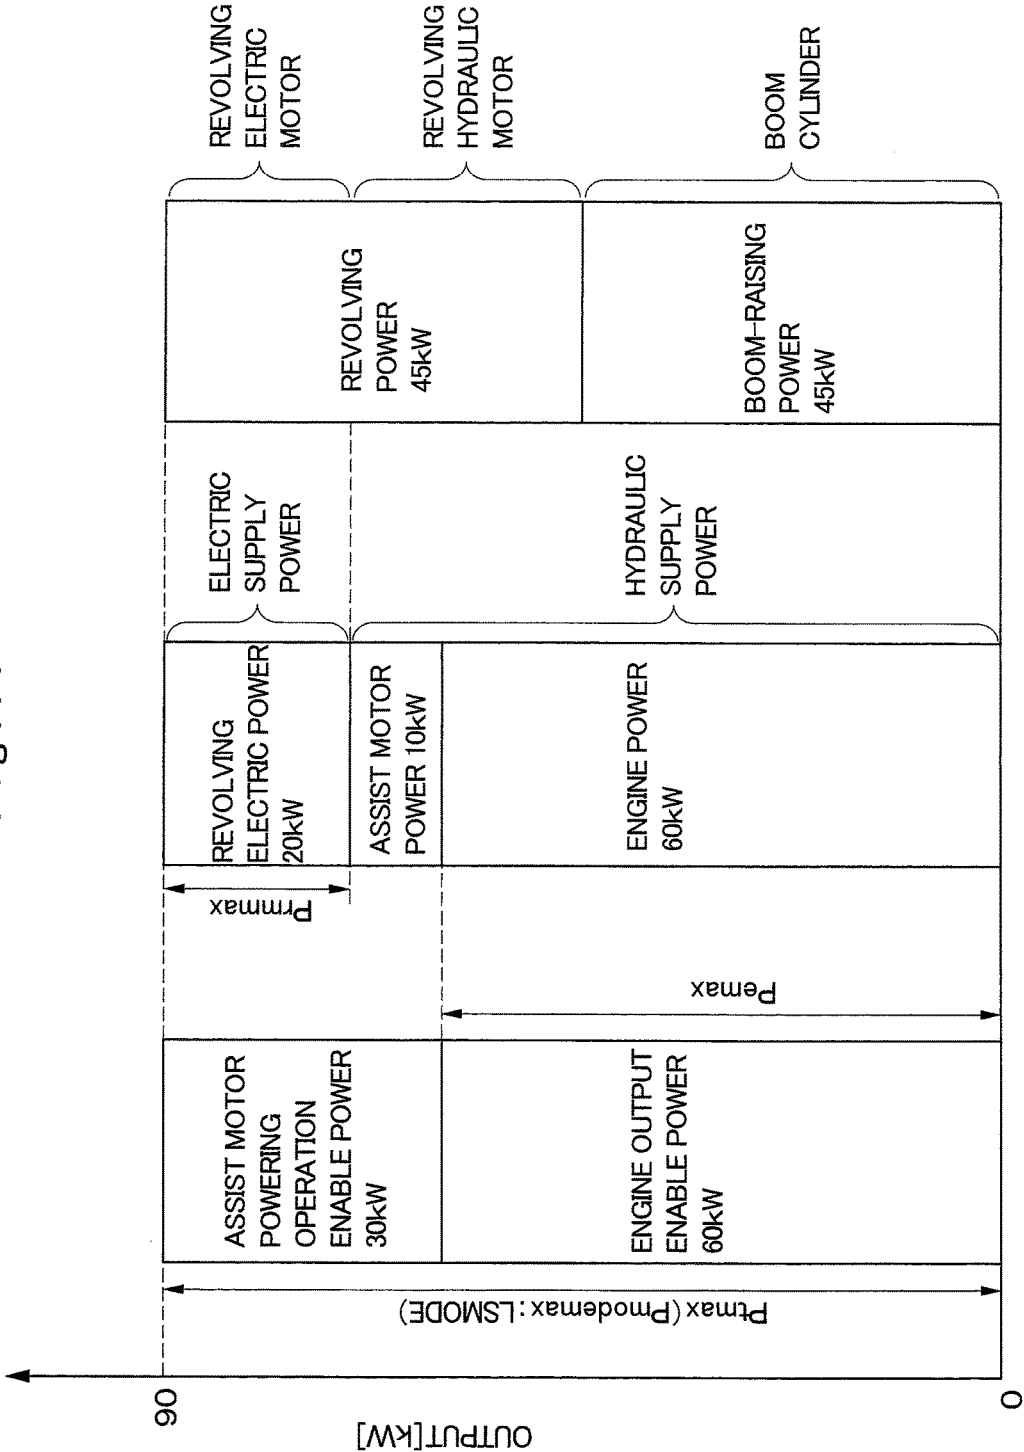 90
OUTPUT[kW]
0
Ptmax(Pmodemax:LSMODE)
ASSIST MOTOR
POWERING
OPERATION
ENABLE POWER
30kW
ENGINE OUTPUT
ENABLE POWER
60kW
Pemax
Prmmax
REVOLVING
ELECTRIC POWER
20kW
ASSIST MOTOR
POWER 10kW
ENGINE POWER
60kW
ELECTRIC
SUPPLY
POWER
HYDRAULIC
SUPPLY
POWER
REVOLVING
POWER
45kW
BOOM-RAISING
POWER
45kW
REVOLVING
ELECTRIC
MOTOR
REVOLVING
HYDRAULIC
MOTOR
BOOM
CYLINDER